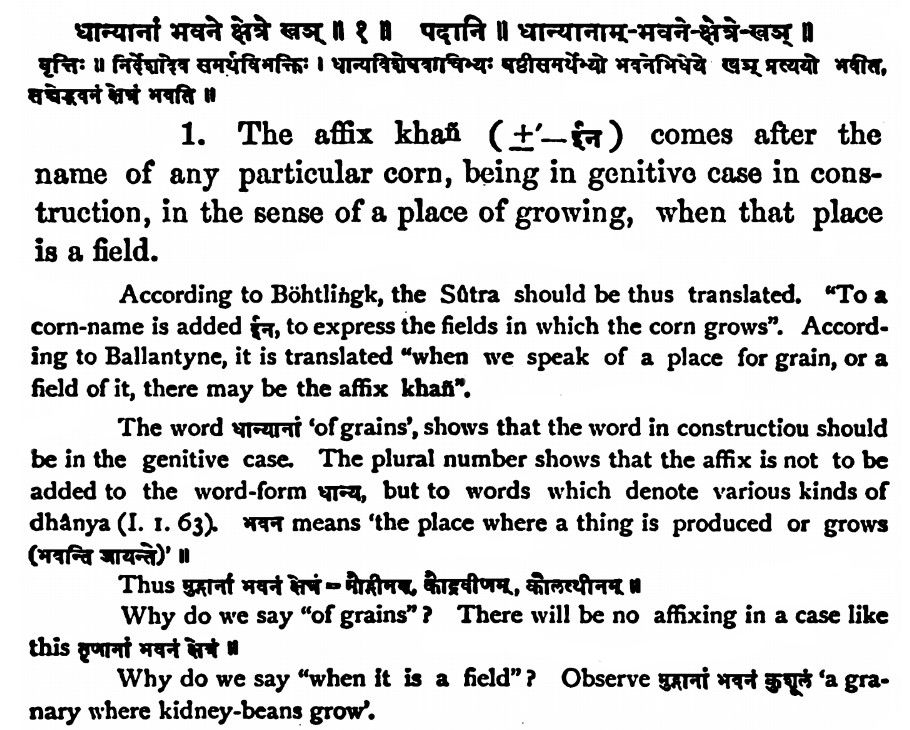 धान्यानां भवने क्षेत्रे खञ् ॥ १ ॥ पदानि ॥ धान्यानाम्-भवने-क्षेत्रे-खञ् ॥
वृत्तिः ॥ निर्देशादेव समर्थविभक्तिः । धान्यविशेषवाचिभ्यः षष्ठीसमर्थेभ्यो भवनेभिधेये खञ् प्रत्ययो भवति,
तच्चेद्भवनं क्षेत्रं भवति ॥
1. The affix khañ (±′—ईन) comes after the
name of any particular corn, being in genitive case in cons-
truction, in the sense of a place of growing, when that place
is a field.
According to Böhtlingk, the Sûtra should be thus translated. “To a
corn-name is added ईन, to express the fields in which the corn grows”. Accord-
ing to Ballantyne, it is translated “when we speak of a place for grain, or a
field of it, there may be the affix khañ”.
The word धान्यानां ‘of grains’, shows that the word in constructiou should
be in the genitive case. The plural number shows that the affix is not to be
added to the word-form धान्य, but to words which denote various kinds of
dhânya (I. 1. 63). भवन means ‘the place where a thing is produced or grows
(भवन्ति जायन्ते)’ ॥
Thus मुद्गानां भवनं क्षेत्रं = मौद्गीनम्, कौद्रवीणम्, कौलत्थीनम् ॥
Why do we say “of grains”? There will be no affixing in a case like
this तृणानां भवनं क्षेत्रं ॥
Why do we say “when it is a field”? Observe मुद्गानां भवनं कुशूलं ‘a gra-
nary where kidney-beans grow’.